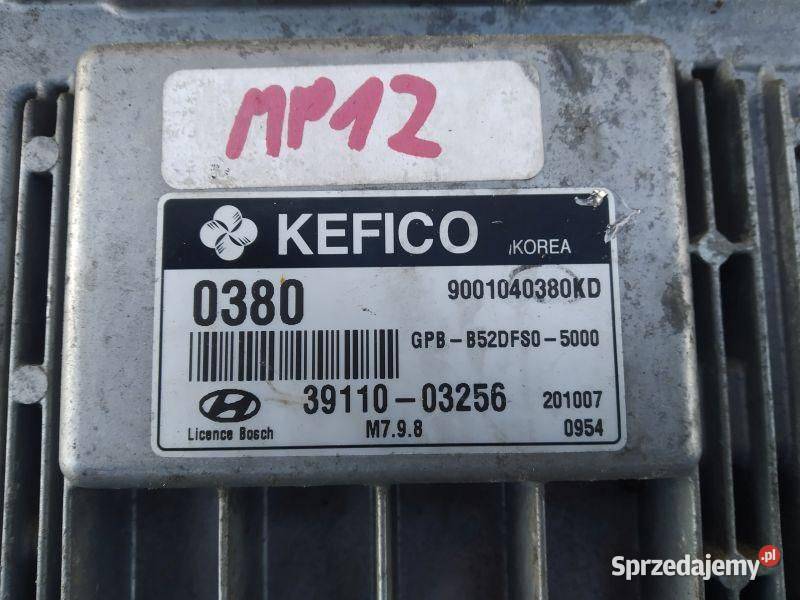 MP12
KEFICO KOREA
0380 9001040380KD
GPB-B52DFS0-5000
39110-03256 201007
Licence Bosch M7.9.8 0954
Sprzedajemy.pl